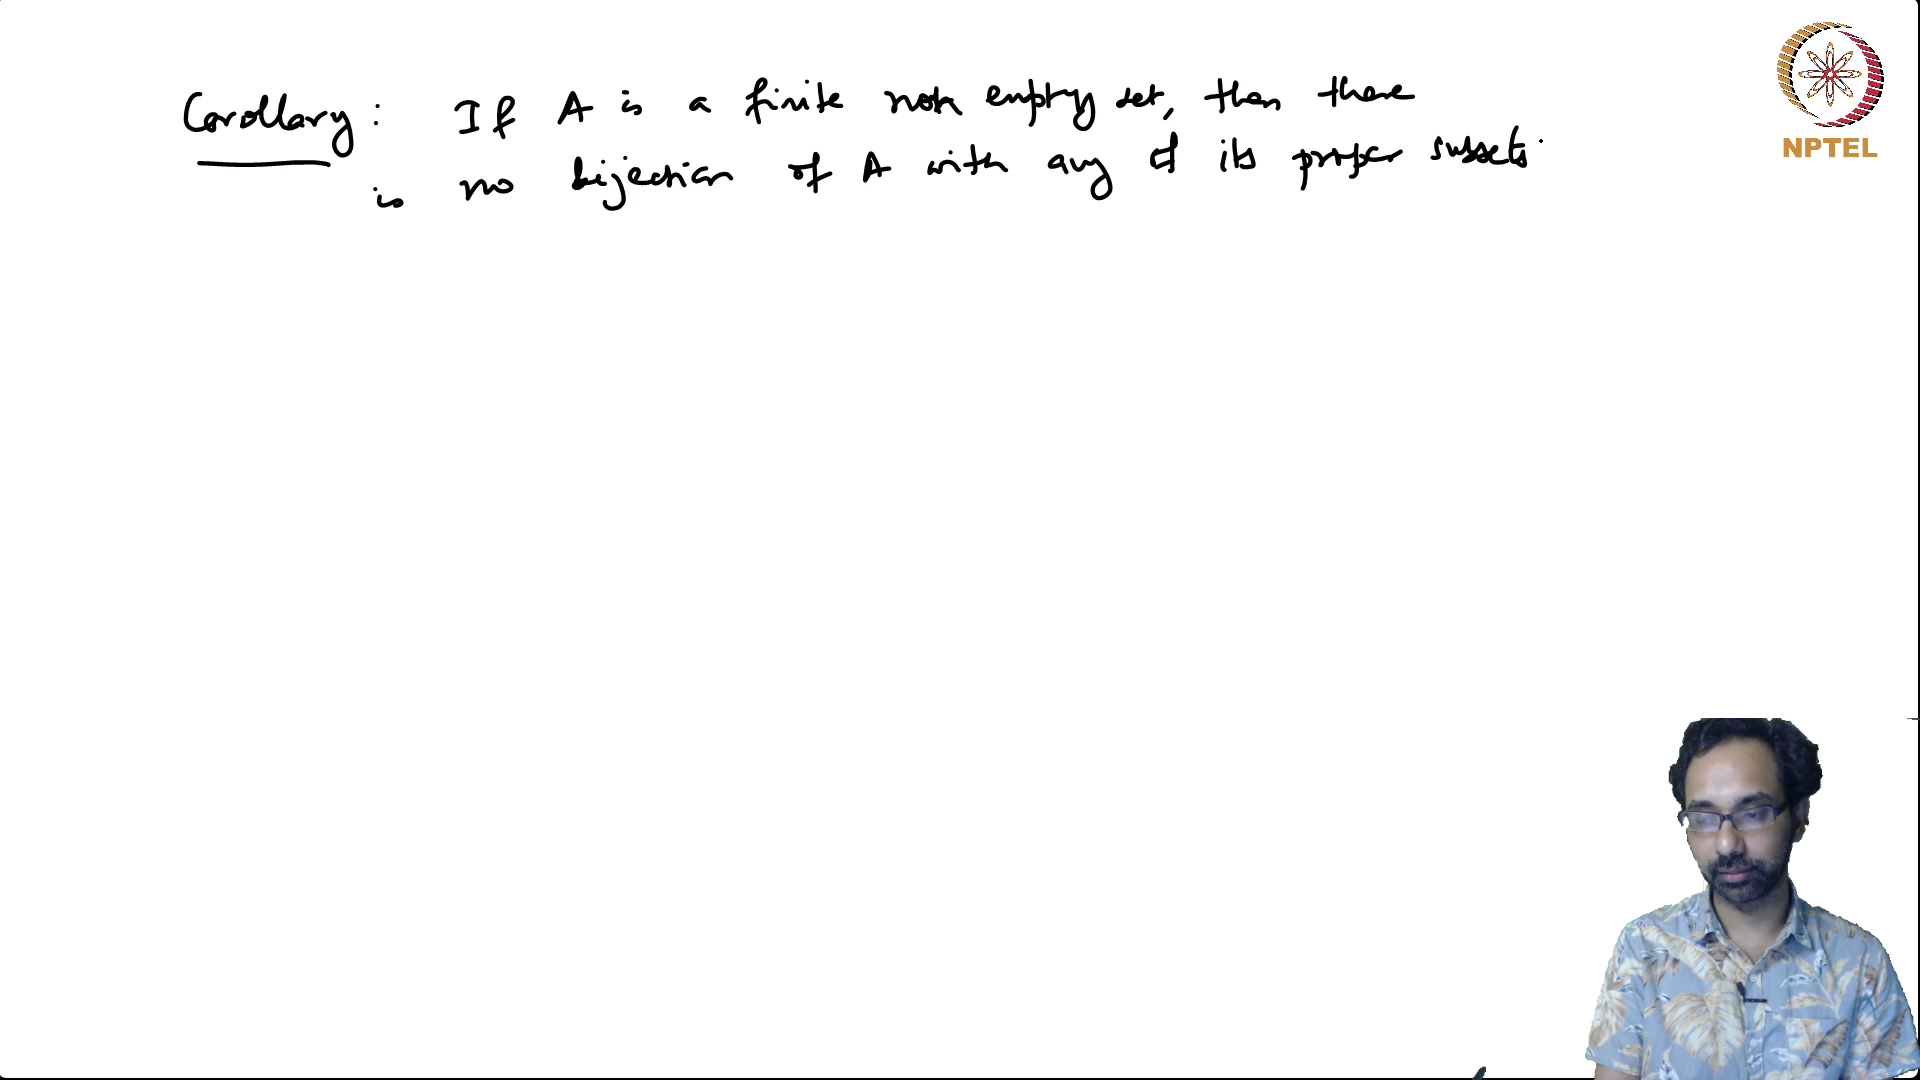 Corollary : If A is a finite non empty set, then there
is no bijection of A with any of its proper subsets.
NPTEL